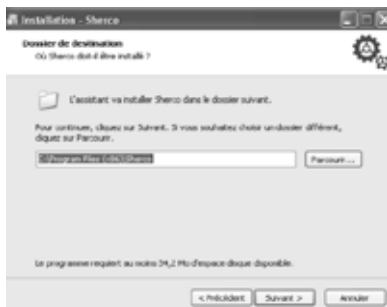 Installation - Sherco
Dossier de destination
Où Sherco doit-il être installé ?
L'assistant va installer Sherco dans le dossier suivant.
Pour continuer, cliquez sur Suivant. Si vous souhaitez choisir un dossier différent,
cliquez sur Parcourir.
C:\Program Files (x86)\Sherco
Parcourir...
Le programme requiert au moins 34,2 Mo d'espace disque disponible.
< Précédent
Suivant >
Annuler